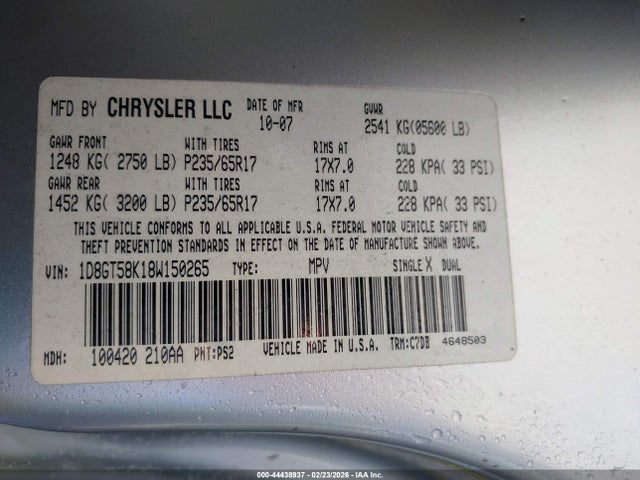 MFD BY CHRYSLER LLC DATE OF MFR GVWR
10-07 2541 KG(05600 LB)
GAWR FRONT WITH TIRES RIMS AT COLD
1248 KG( 2750 LB) P235/65R17 17X7.0 228 KPA( 33 PSI)
GAWR REAR WITH TIRES RIMS AT COLD
1452 KG( 3200 LB) P235/65R17 17X7.0 228 KPA( 33 PSI)
THIS VEHICLE CONFORMS TO ALL APPLICABLE U.S.A. FEDERAL MOTOR VEHICLE SAFETY AND
THEFT PREVENTION STANDARDS IN EFFECT ON THE DATE OF MANUFACTURE SHOWN ABOVE.
VIN: 1D8GT58K18W150265 TYPE: MPV SINGLE X DUAL
MDH: 100420 210AA PNT:PS2 VEHICLE MADE IN U.S.A. TRM:C7DB 4648503
000-44438937 - 02/23/2026 - IAA Inc.